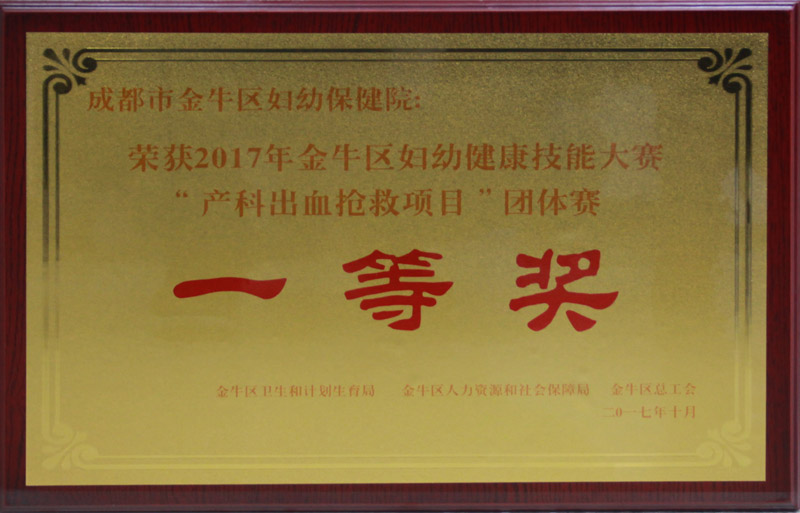 成都市金牛区妇幼保健院:
荣获2017年金牛区妇幼健康技能大赛
“产科出血抢救项目”团体赛
一等奖
金牛区卫生和计划生育局 金牛区人力资源和社会保障局 金牛区总工会
二0一七年十月